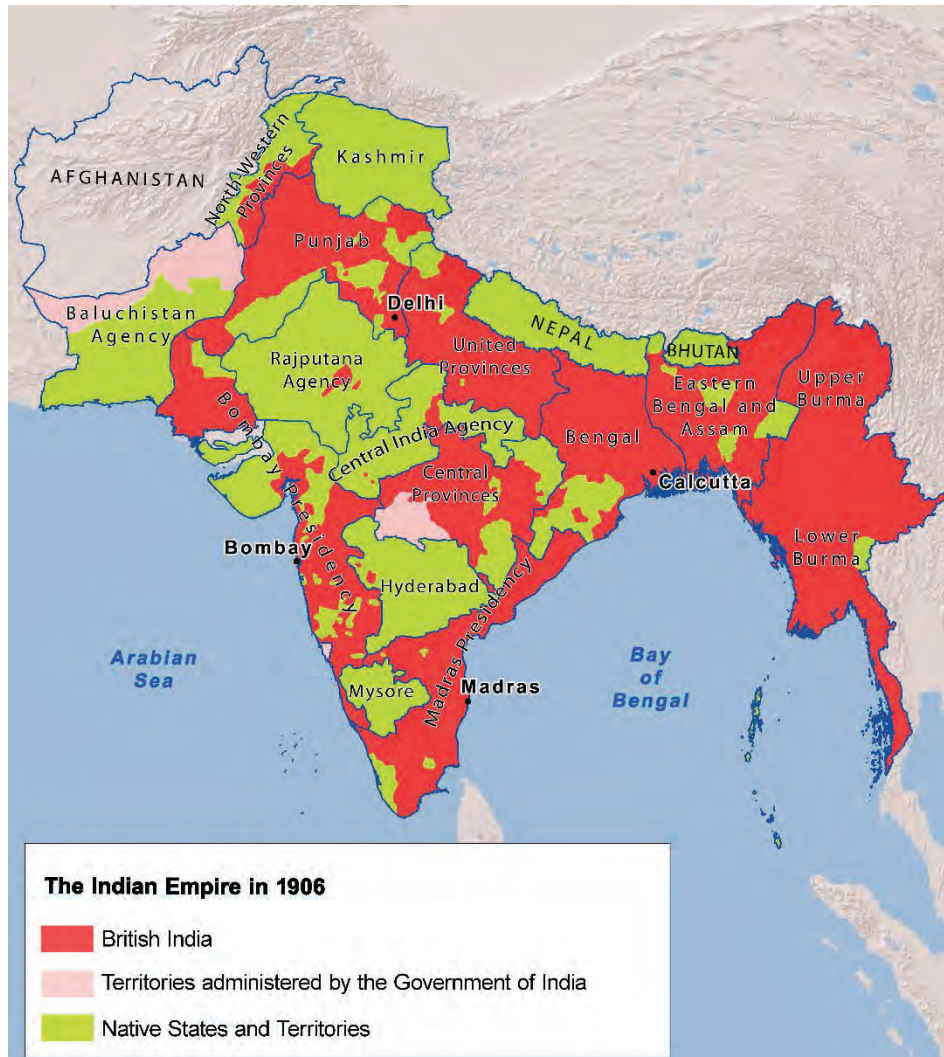 AFGHANISTAN
North-Western
Provinces
Kashmir
Punjab
Baluchistan
Agency
Delhi
NEPAL
BHUTAN
Rajputana
Agency
United
Provinces
Eastern
Bengal and
Assam
Upper
Burma
Bombay Presidency
Central India Agency
Bengal
Central
Provinces
Calcutta
Lower
Burma
Bombay
Hyderabad
Madras Presidency
Arabian
Sea
Bay
of
Bengal
Mysore
Madras
The Indian Empire in 1906
British India
Territories administered by the Government of India
Native States and Territories